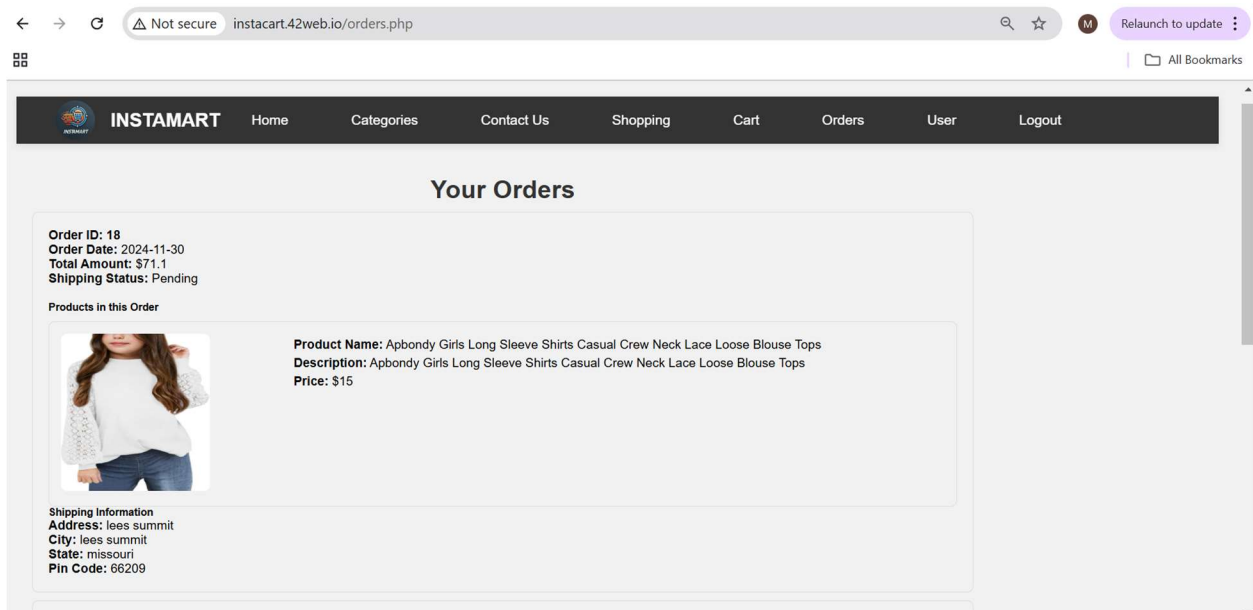 Not secure instacart.42web.io/orders.php
M
Relaunch to update
All Bookmarks
INSTAMART
INSTAMART Home Categories Contact Us Shopping Cart Orders User Logout
Your Orders
Order ID: 18
Order Date: 2024-11-30
Total Amount: $71.1
Shipping Status: Pending
Products in this Order
Product Name: Apbondy Girls Long Sleeve Shirts Casual Crew Neck Lace Loose Blouse Tops
Description: Apbondy Girls Long Sleeve Shirts Casual Crew Neck Lace Loose Blouse Tops
Price: $15
Shipping Information
Address: lees summit
City: lees summit
State: missouri
Pin Code: 66209